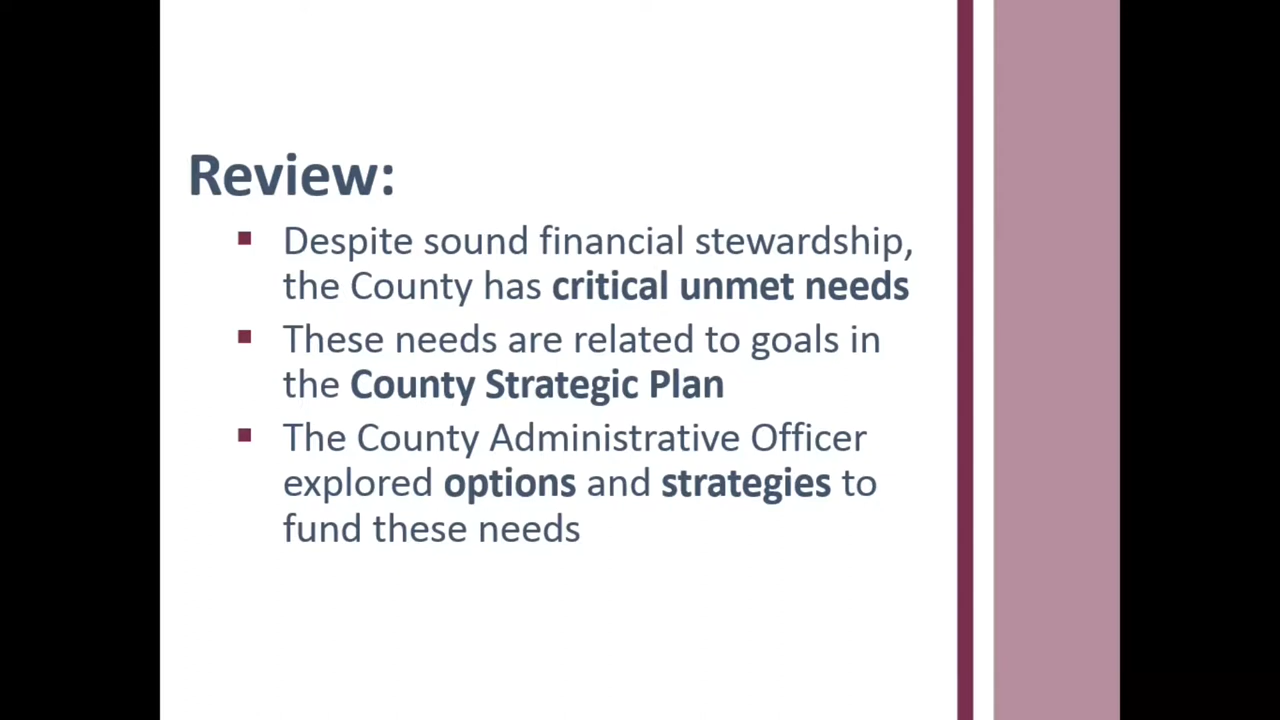 Review:
Despite sound financial stewardship,
the County has critical unmet needs
These needs are related to goals in
the County Strategic Plan
The County Administrative Officer
explored options and strategies to
fund these needs